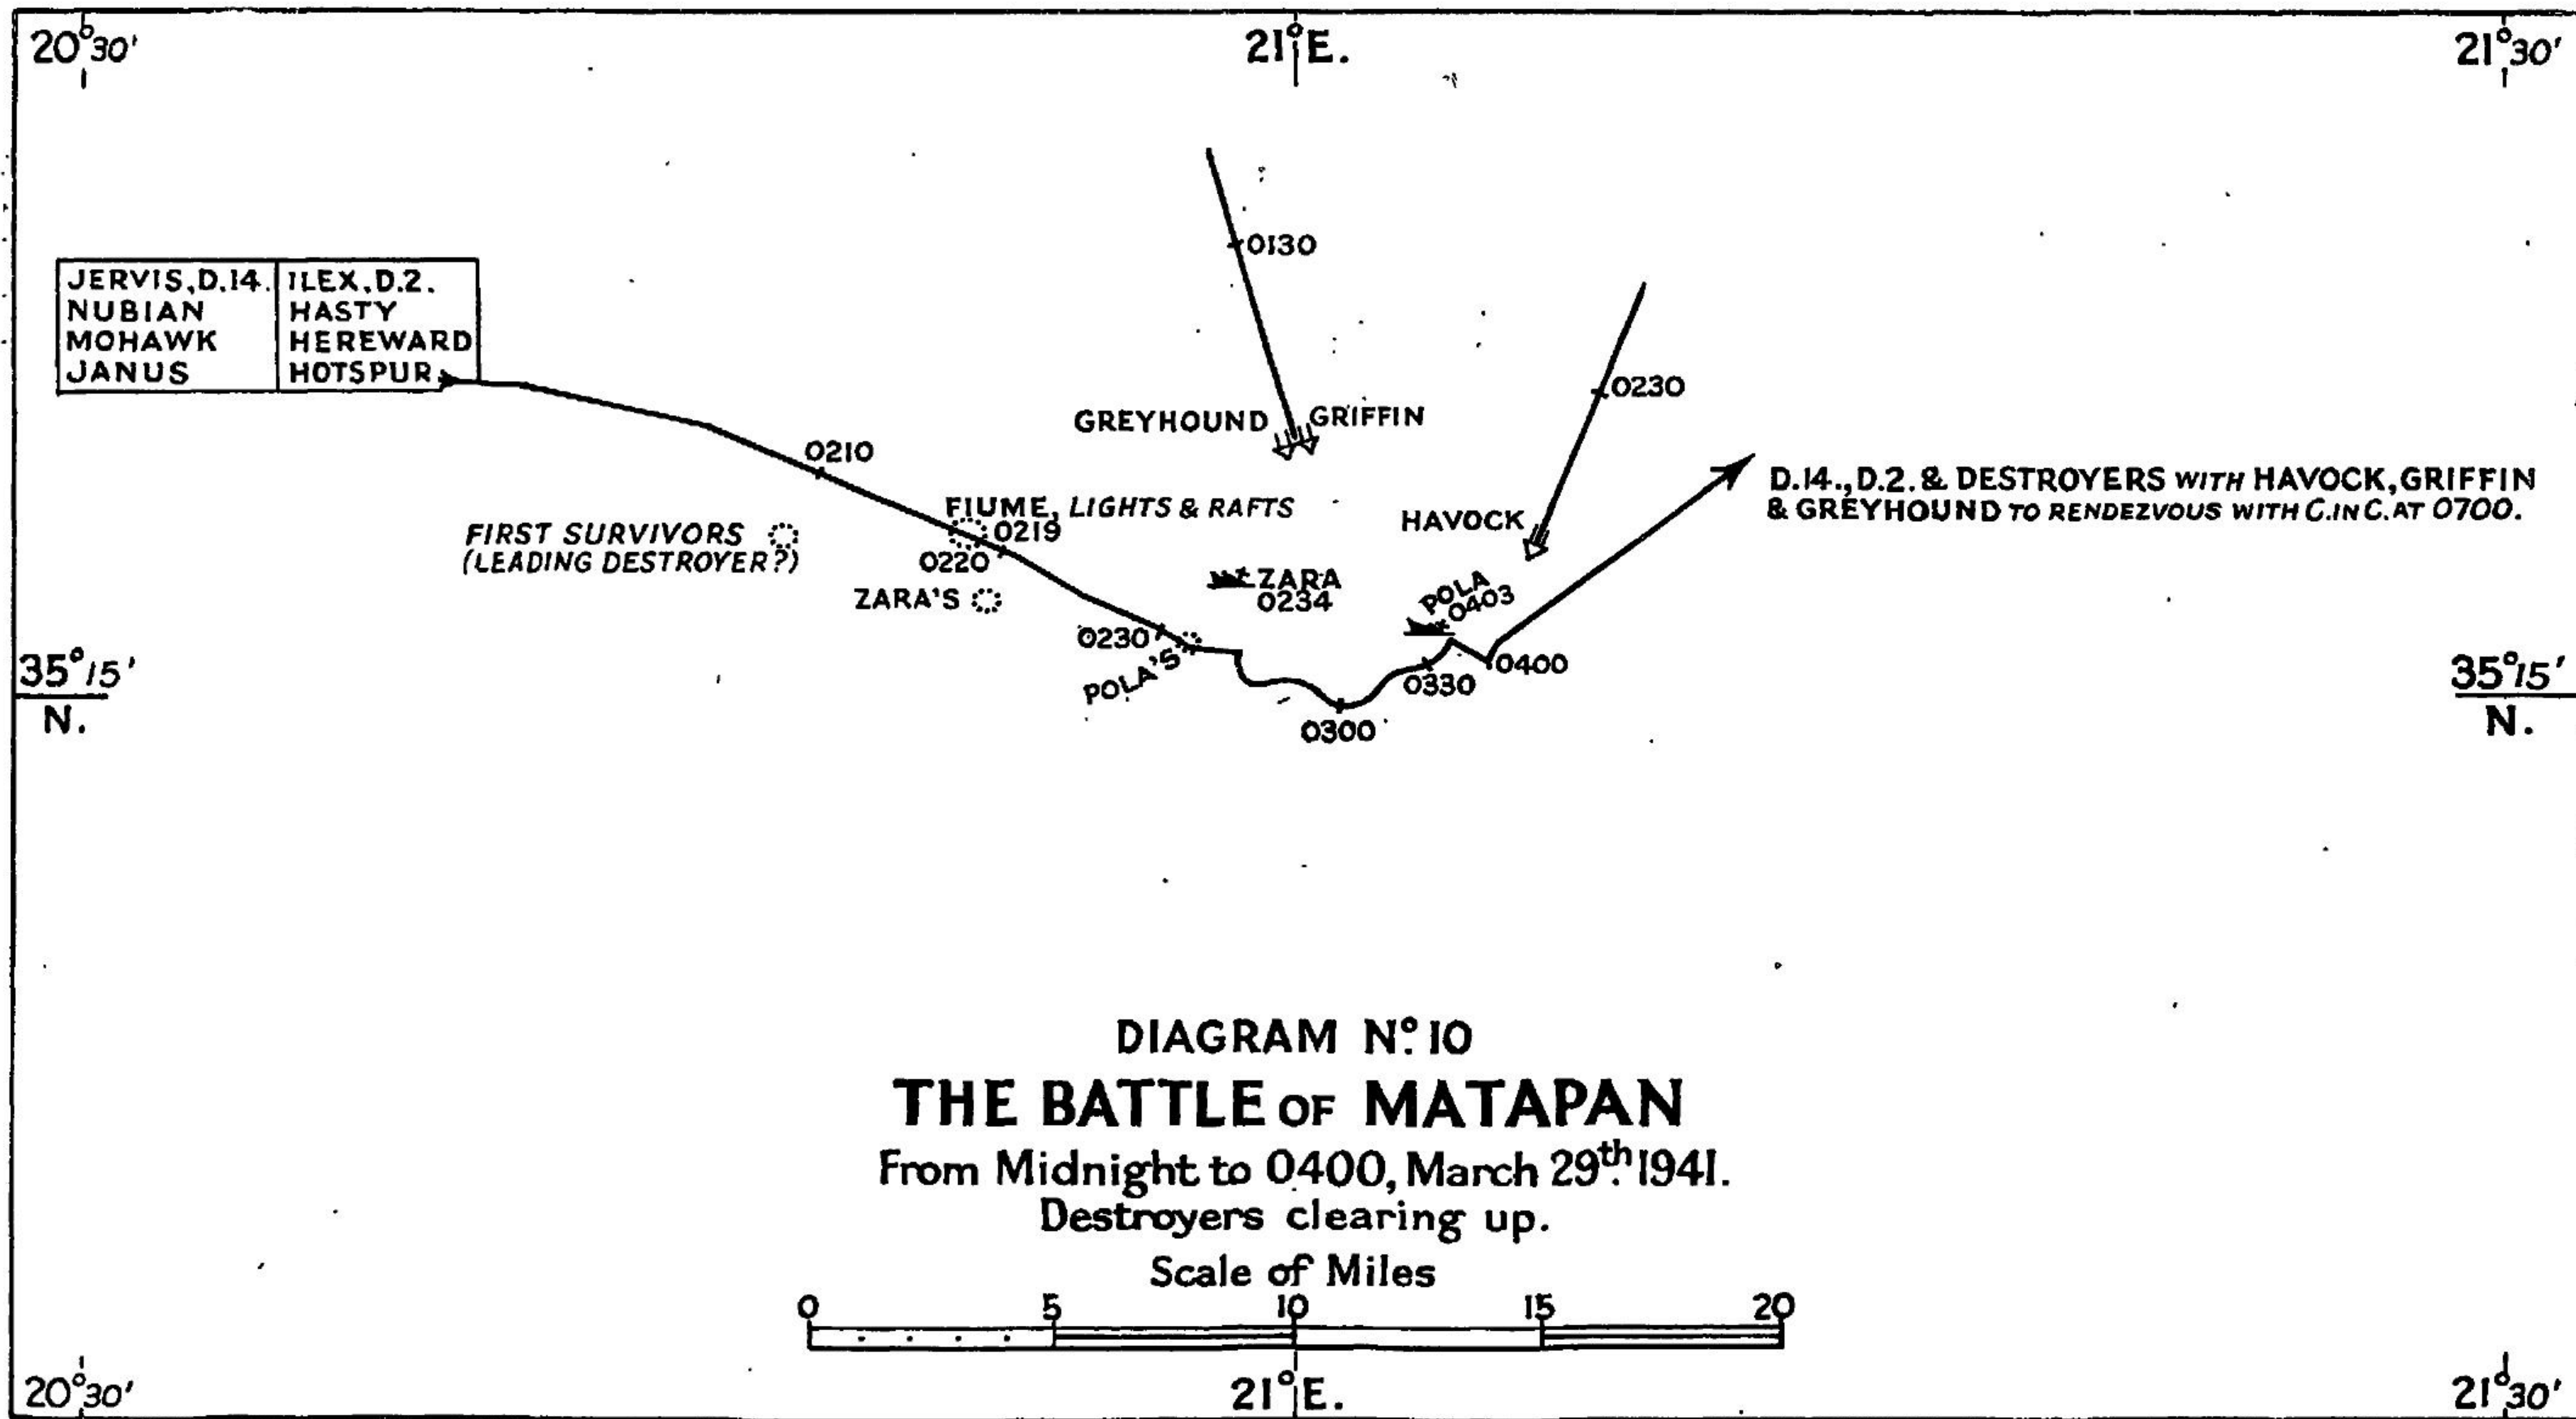 20°30'
21°E.
21°30'
0130
JERVIS, D.14.
NUBIAN
MOHAWK
JANUS
ILEX, D.2.
HASTY
HEREWARD
HOTSPUR
0230
GREYHOUND
GRIFFIN
0210
D.14., D.2. & DESTROYERS WITH HAVOCK, GRIFFIN
& GREYHOUND TO RENDEZVOUS WITH C. IN C. AT 0700.
FIUME, LIGHTS & RAFTS
HAVOCK
0219
FIRST SURVIVORS
(LEADING DESTROYER?)
0220
ZARA
0234
POLA
0403
ZARA'S
0230
POLA'S
35°15'
N.
0400
0330
0300
35°15'
N.
DIAGRAM Nº. 10
THE BATTLE OF MATAPAN
From Midnight to 0400, March 29th. 1941.
Destroyers clearing up.
Scale of Miles
0 5 10 15 20
20°30'
21°E.
21°30'